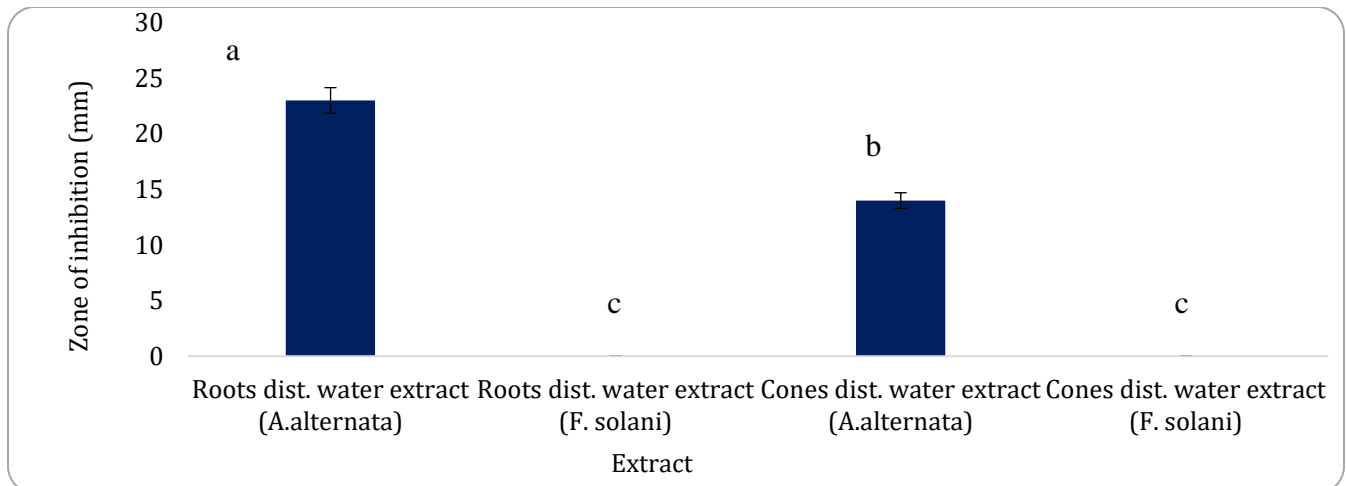 Zone of inhibition (mm)
30
25
20
15
10
5
0
a
c
b
c
Roots dist. water extract
(A.alternata)
Roots dist. water extract
(F. solani)
Cones dist. water extract
(A.alternata)
Cones dist. water extract
(F. solani)
Extract